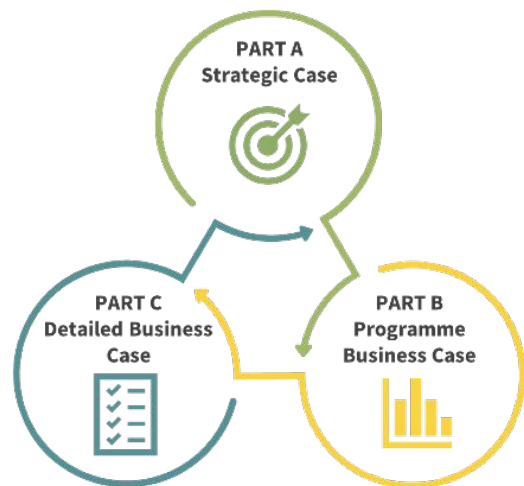 PART A
Strategic Case
PART C
Detailed Business
Case
PART B
Programme
Business Case